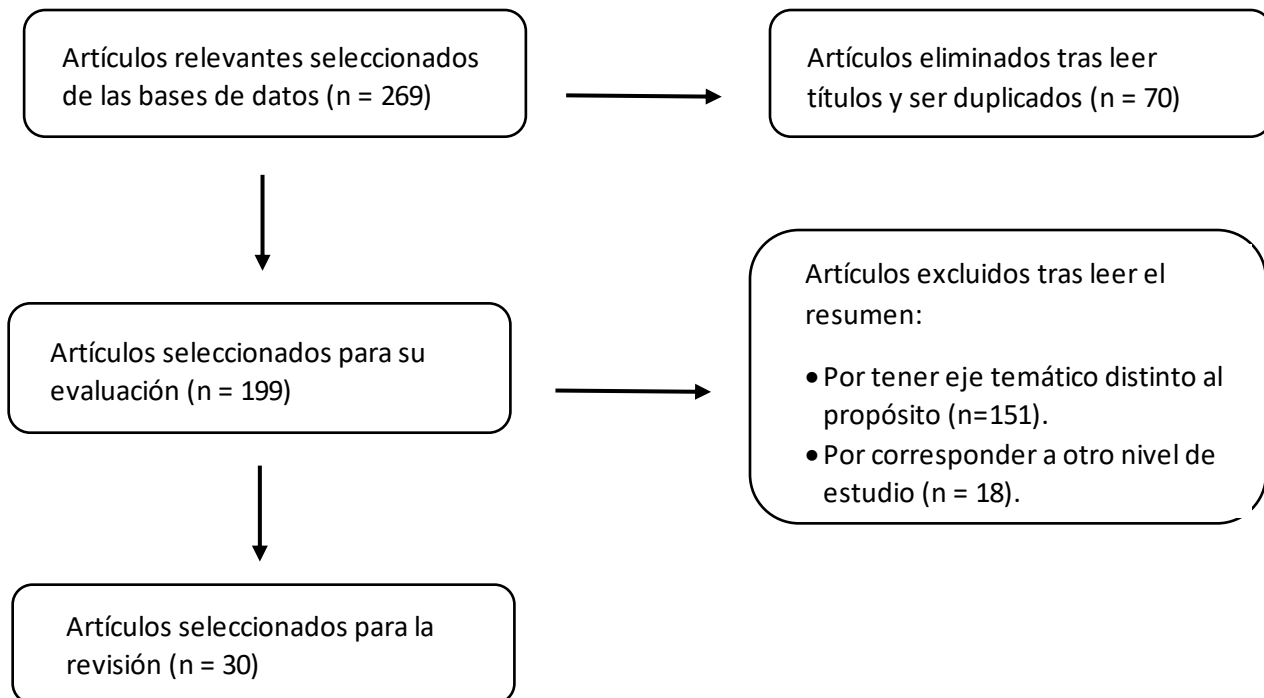 Artículos relevantes seleccionados
de las bases de datos (n = 269)
Artículos eliminados tras leer
títulos y ser duplicados (n = 70)
Artículos seleccionados para su
evaluación (n = 199)
Artículos excluidos tras leer el
resumen:
• Por tener eje temático distinto al
propósito (n=151).
• Por corresponder a otro nivel de
estudio (n = 18).
Artículos seleccionados para la
revisión (n = 30)